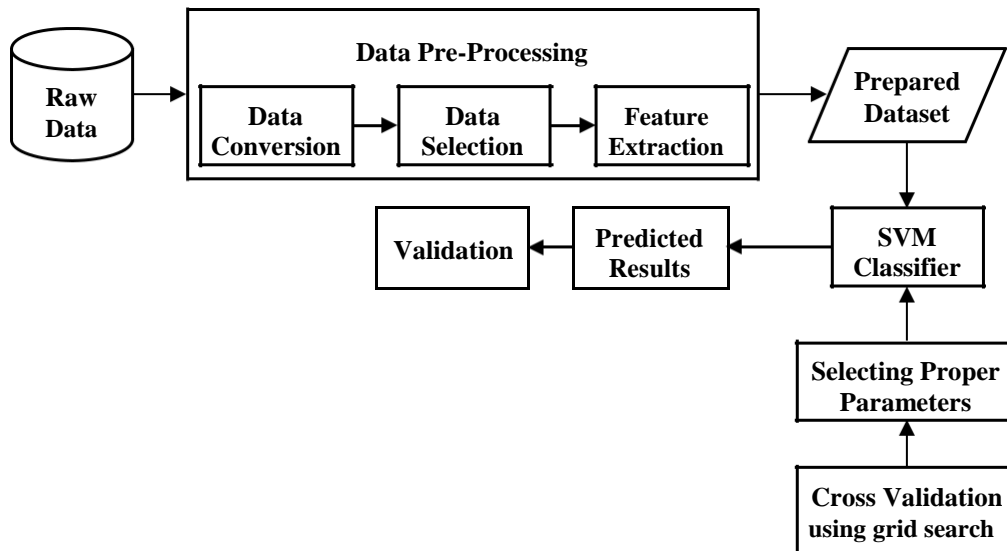 Data Pre-Processing
Raw
Data
Data
Conversion
Data
Selection
Feature
Extraction
Prepared
Dataset
Validation
Predicted
Results
SVM
Classifier
Selecting Proper
Parameters
Cross Validation
using grid search